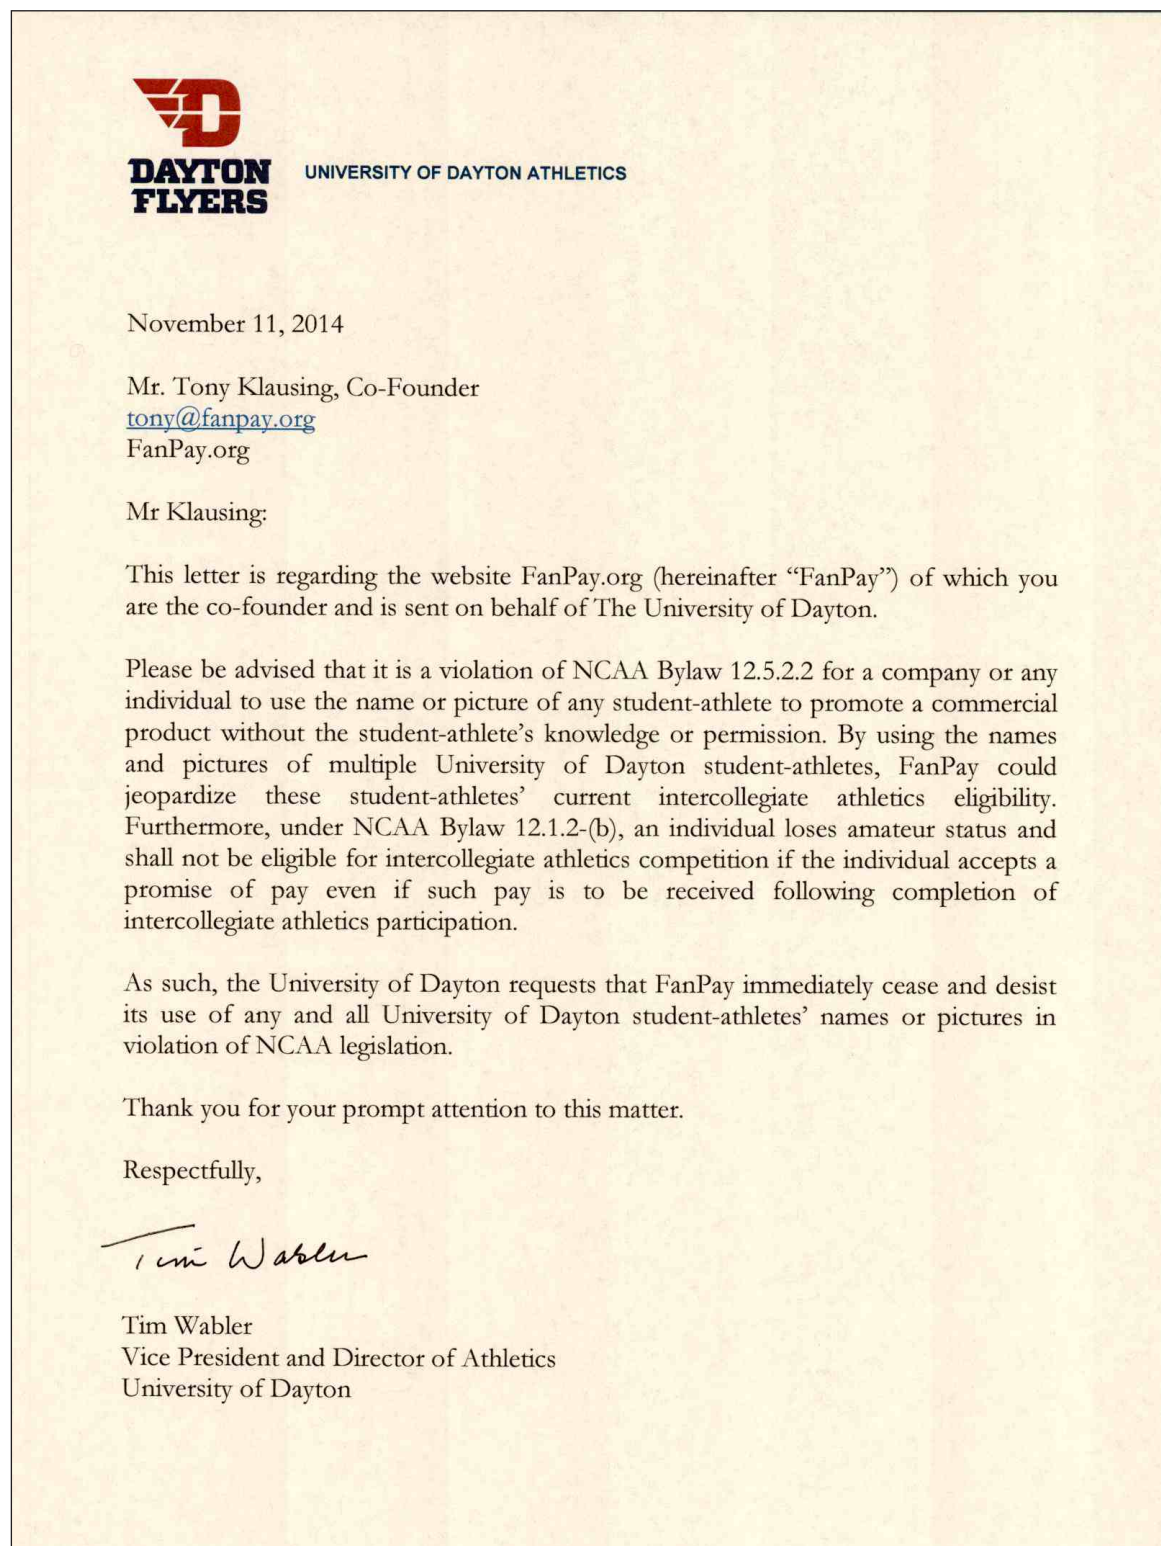 DAYTON
FLYERS
UNIVERSITY OF DAYTON ATHLETICS
November 11, 2014
Mr. Tony Klausing, Co-Founder
tony@fanpay.org
FanPay.org
Mr Klausing:
This letter is regarding the website FanPay.org (hereinafter “FanPay”) of which you
are the co-founder and is sent on behalf of The University of Dayton.
Please be advised that it is a violation of NCAA Bylaw 12.5.2.2 for a company or any
individual to use the name or picture of any student-athlete to promote a commercial
product without the student-athlete’s knowledge or permission. By using the names
and pictures of multiple University of Dayton student-athletes, FanPay could
jeopardize these student-athletes’ current intercollegiate athletics eligibility.
Furthermore, under NCAA Bylaw 12.1.2-(b), an individual loses amateur status and
shall not be eligible for intercollegiate athletics competition if the individual accepts a
promise of pay even if such pay is to be received following completion of
intercollegiate athletics participation.
As such, the University of Dayton requests that FanPay immediately cease and desist
its use of any and all University of Dayton student-athletes’ names or pictures in
violation of NCAA legislation.
Thank you for your prompt attention to this matter.
Respectfully,
Tim Wabler
Tim Wabler
Vice President and Director of Athletics
University of Dayton